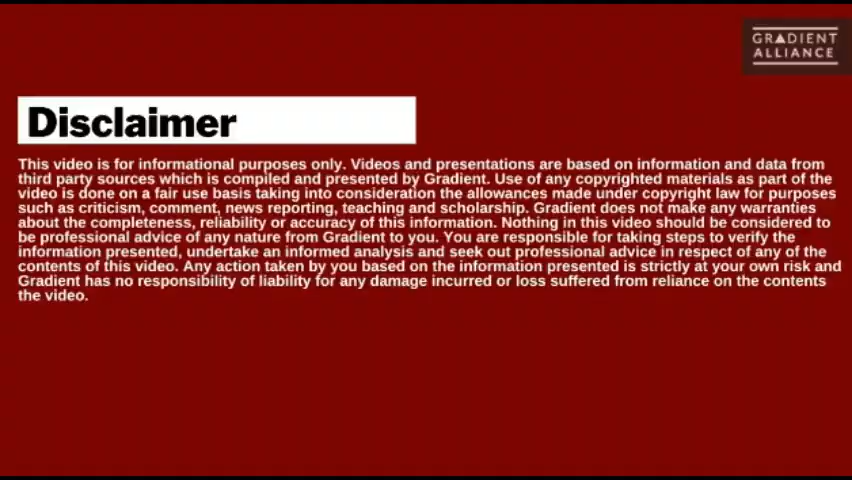 GRADIENT
ALLIANCE
Disclaimer
This video is for informational purposes only. Videos and presentations are based on information and data from
third party sources which is compiled and presented by Gradient. Use of any copyrighted materials as part of the
video is done on a fair use basis taking into consideration the allowances made under copyright law for purposes
such as criticism, comment, news reporting, teaching and scholarship. Gradient does not make any warranties
about the completeness, reliability or accuracy of this information. Nothing in this video should be considered to
be professional advice of any nature from Gradient to you. You are responsible for taking steps to verify the
information presented, undertake an informed analysis and seek out professional advice in respect of any of the
contents of this video. Any action taken by you based on the information presented is strictly at your own risk and
Gradient has no responsibility of liability for any damage incurred or loss suffered from reliance on the contents
the video.